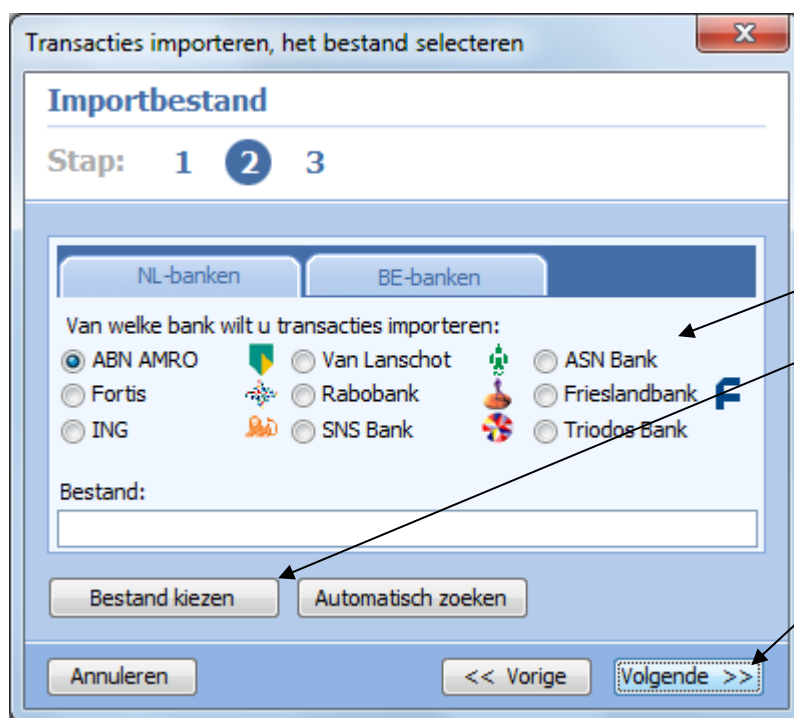 Transacties importeren, het bestand selecteren
Importbestand
Stap: 1 2 3
NL-banken BE-banken
Van welke bank wilt u transacties importeren:
ABN AMRO Van Lanschot ASN Bank
Fortis Rabobank Frieslandbank
ING SNS Bank Triodos Bank
Bestand:
Bestand kiezen Automatisch zoeken
Annuleren << Vorige Volgende >>